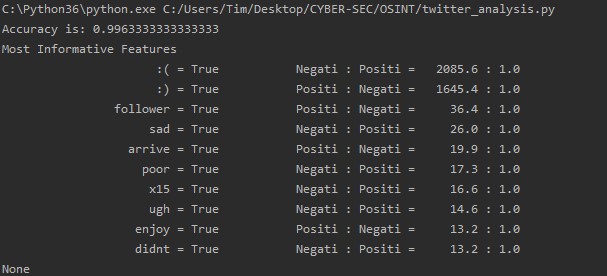 C:\Python36\python.exe C:/Users/Tim/Desktop/CYBER-SEC/OSINT/twitter_analysis.py
Accuracy is: 0.9963333333333333
Most Informative Features
:( = True Negati : Positi = 2085.6 : 1.0
:) = True Positi : Negati = 1645.4 : 1.0
follower = True Positi : Negati = 36.4 : 1.0
sad = True Negati : Positi = 26.0 : 1.0
arrive = True Positi : Negati = 19.9 : 1.0
poor = True Negati : Positi = 17.3 : 1.0
x15 = True Negati : Positi = 16.6 : 1.0
ugh = True Negati : Positi = 14.6 : 1.0
enjoy = True Positi : Negati = 13.2 : 1.0
didnt = True Negati : Positi = 13.2 : 1.0
None